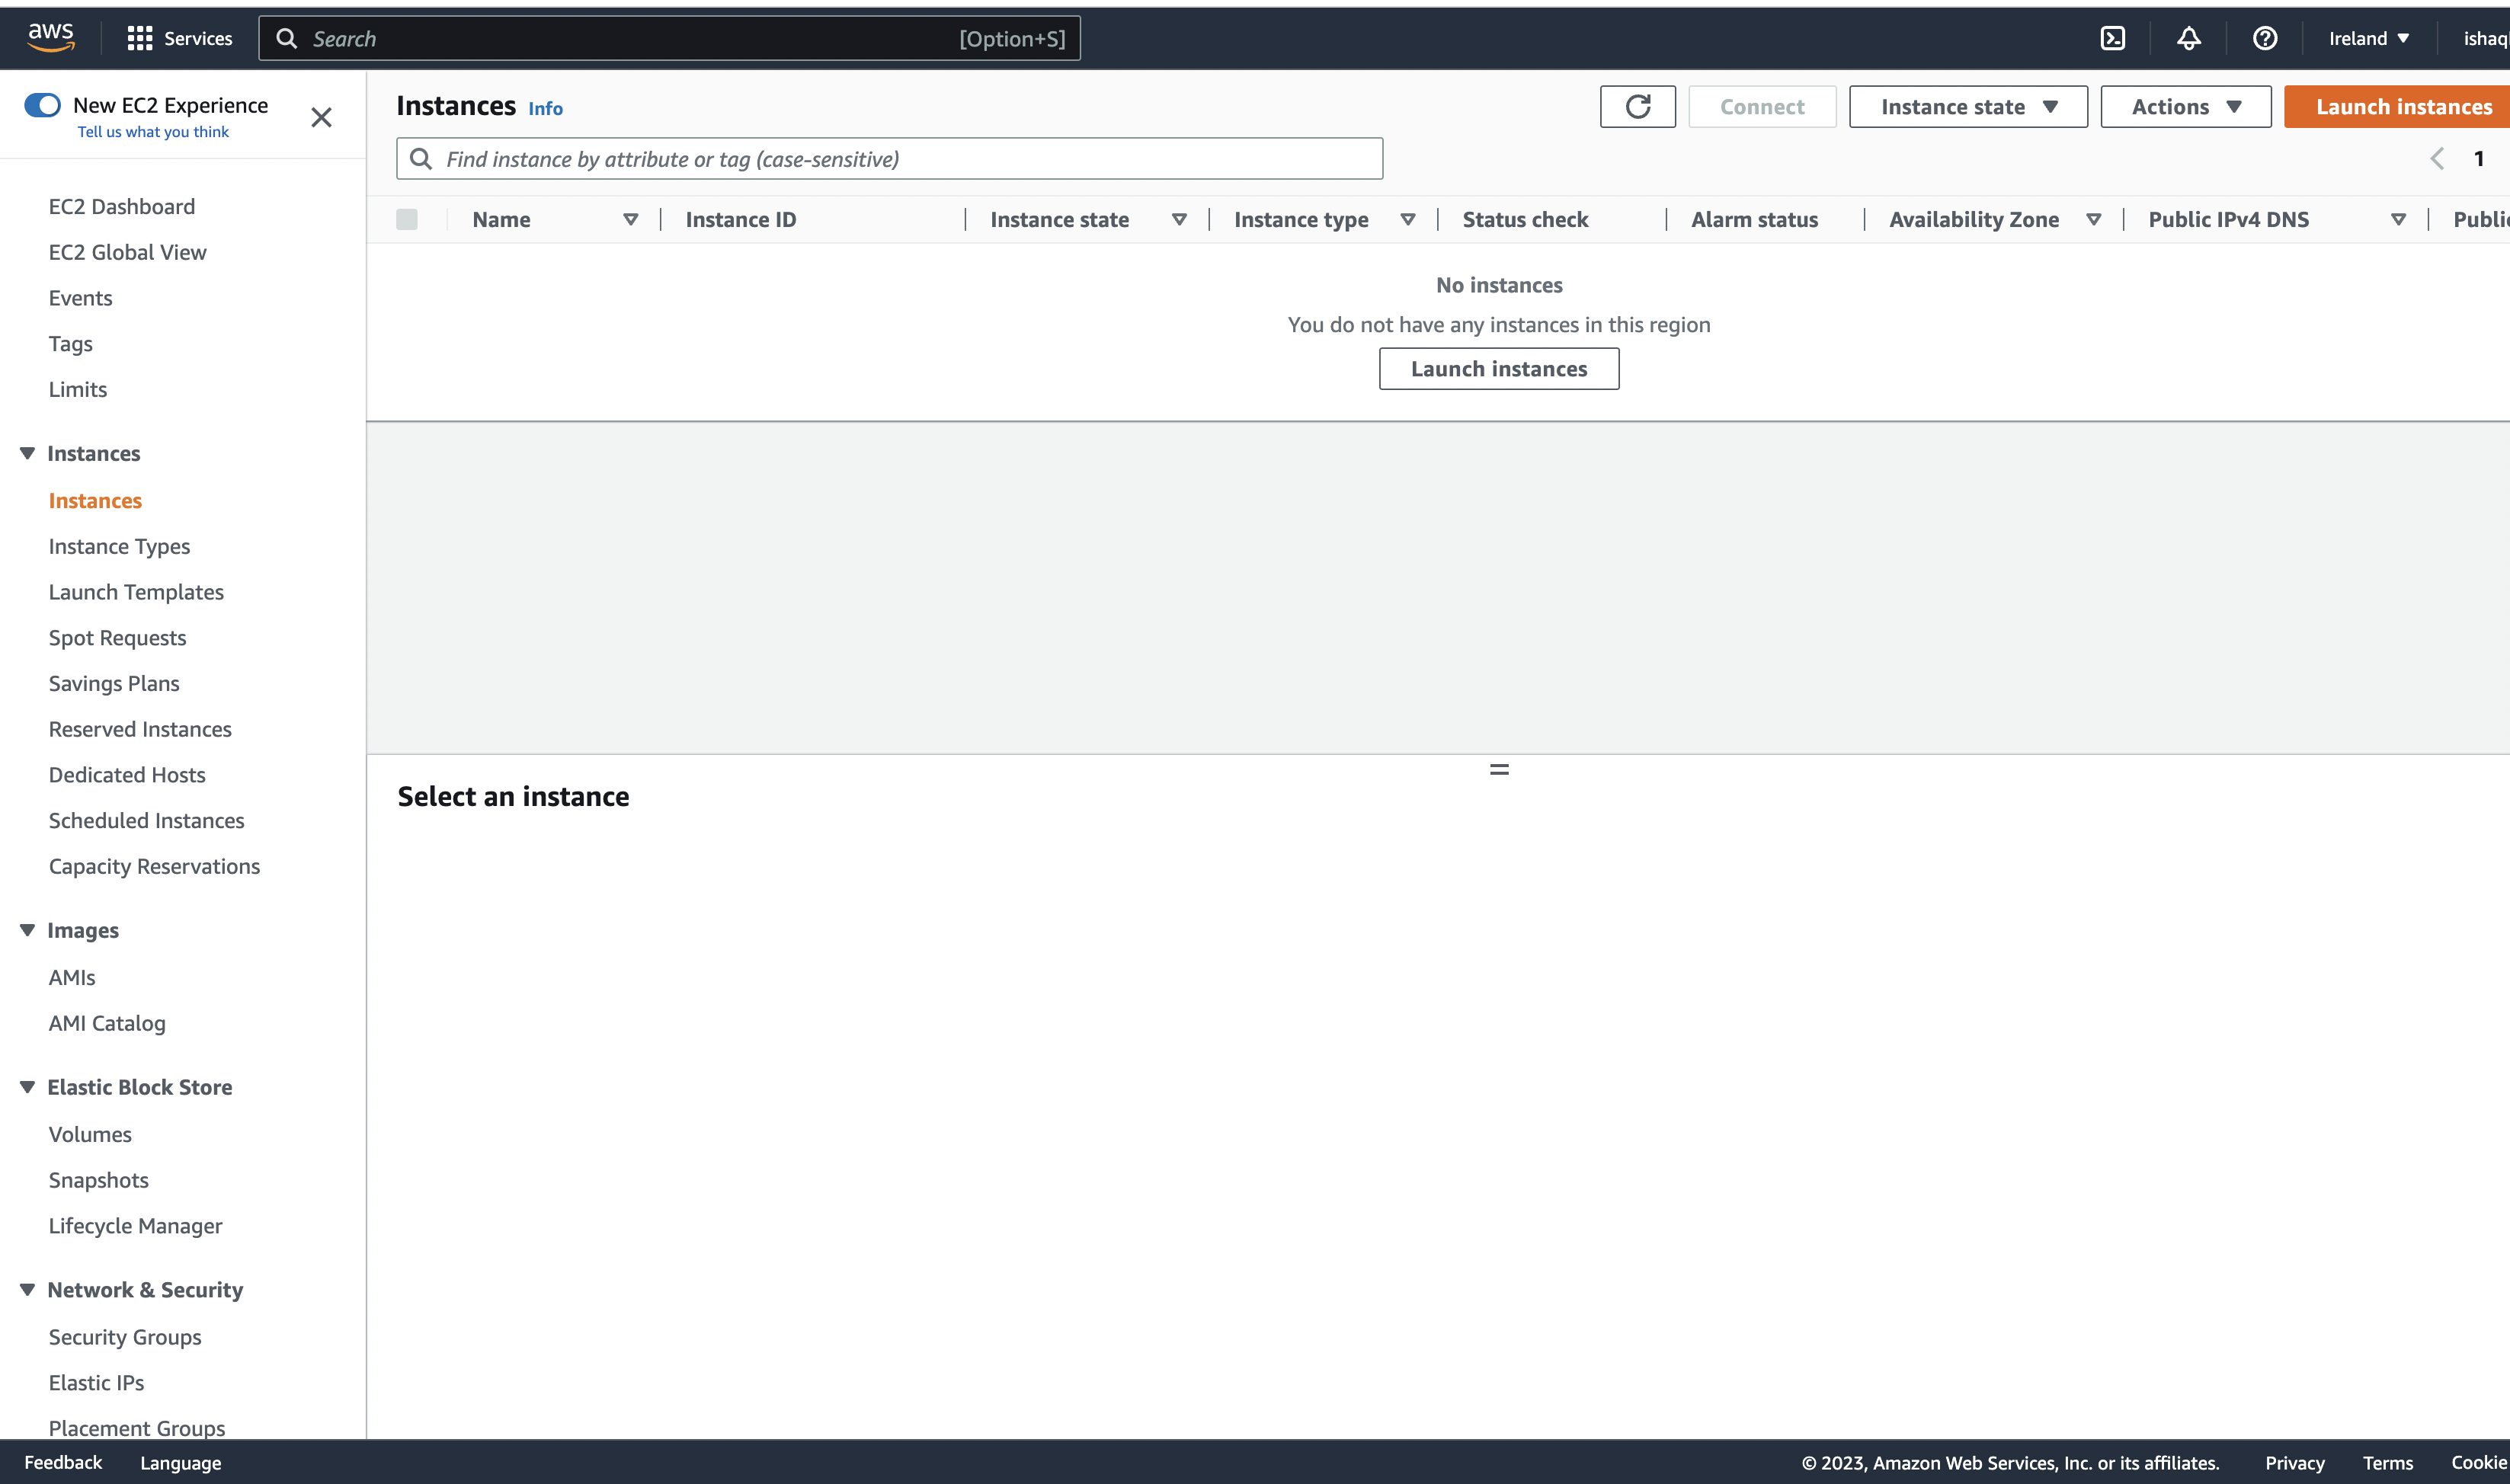 aws
Services
Search [Option+S]
Ireland
New EC2 Experience
Tell us what you think
EC2 Dashboard
EC2 Global View
Events
Tags
Limits
Instances
Instances
Instance Types
Launch Templates
Spot Requests
Savings Plans
Reserved Instances
Dedicated Hosts
Scheduled Instances
Capacity Reservations
Images
AMIs
AMI Catalog
Elastic Block Store
Volumes
Snapshots
Lifecycle Manager
Network & Security
Security Groups
Elastic IPs
Placement Groups
Instances Info
Connect Instance state Actions Launch instances
Find instance by attribute or tag (case-sensitive)
1
Name Instance ID Instance state Instance type Status check Alarm status Availability Zone Public IPv4 DNS
No instances
You do not have any instances in this region
Launch instances
Select an instance
Feedback Language
© 2023, Amazon Web Services, Inc. or its affiliates. Privacy Terms